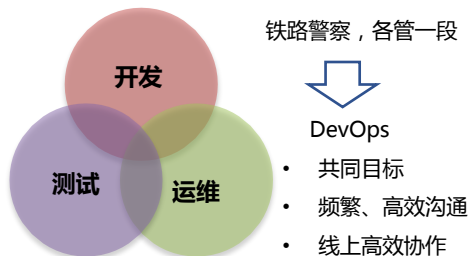 开发
测试
运维
铁路警察，各管一段
DevOps
• 共同目标
• 频繁、高效沟通
• 线上高效协作